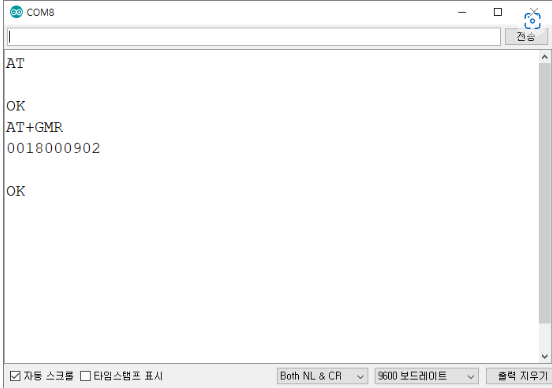 COM8
전송
AT
OK
AT+GMR
0018000902
OK
자동 스크롤 타임스탬프 표시 Both NL & CR 9600 보드레이트 출력 지우기